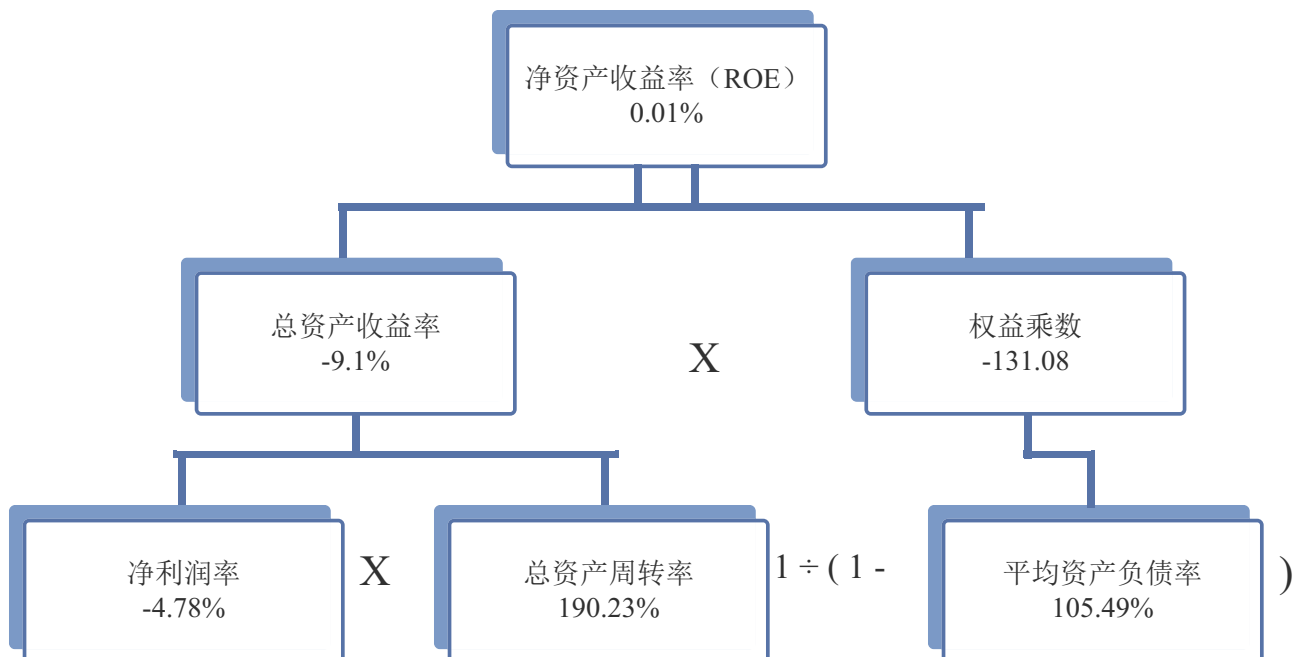 净资产收益率（ROE）
0.01%
总资产收益率
-9.1%
X
权益乘数
-131.08
净利润率
-4.78%
X
总资产周转率
190.23%
1 ÷ ( 1 -
平均资产负债率
105.49%
)